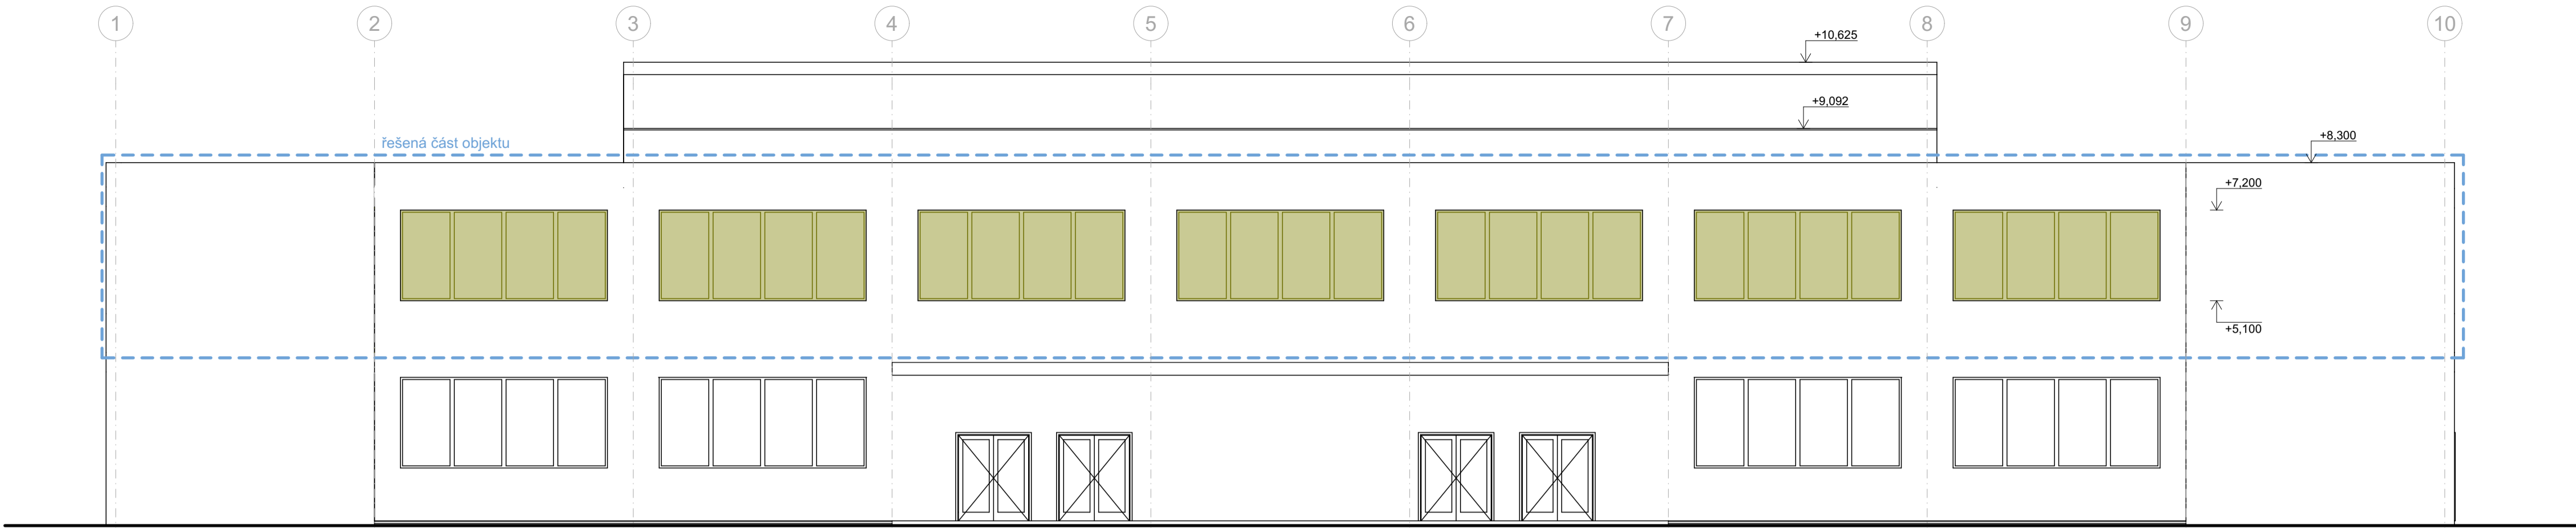 1 2 3 4 5 6 7 8 9 10
+10,625
+9,092
+8,300
řešená část objektu
+7,200
+5,100